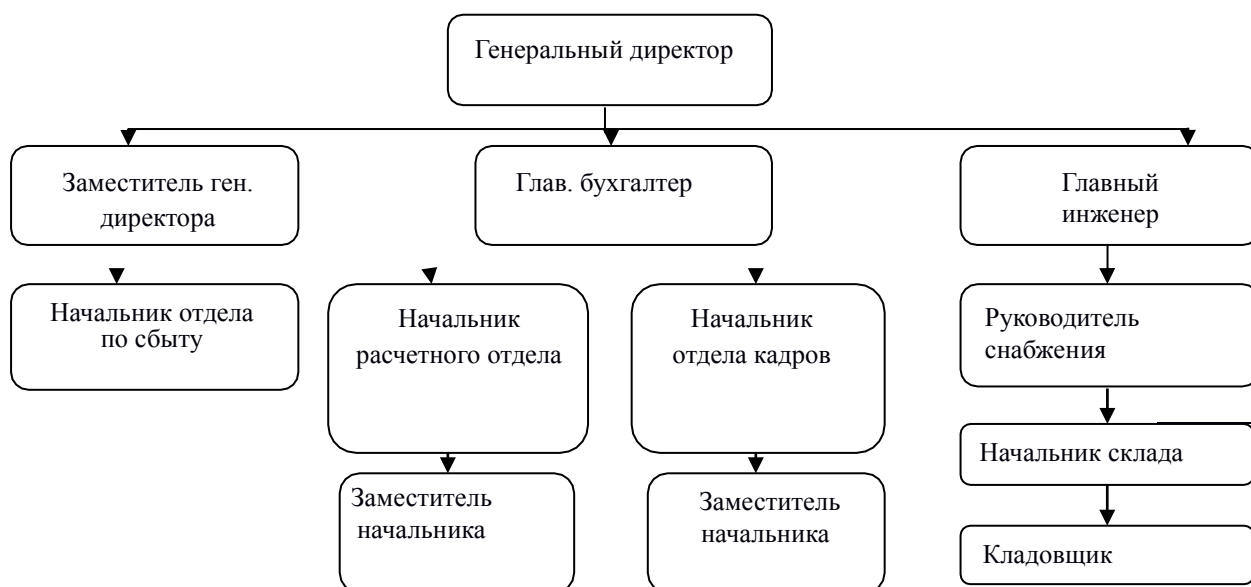 Генеральный директор
Заместитель ген.
директора
Глав. бухгалтер
Главный
инженер
Начальник отдела
по сбыту
Начальник
расчетного отдела
Начальник
отдела кадров
Руководитель
снабжения
Начальник склада
Заместитель
начальника
Заместитель
начальника
Кладовщик